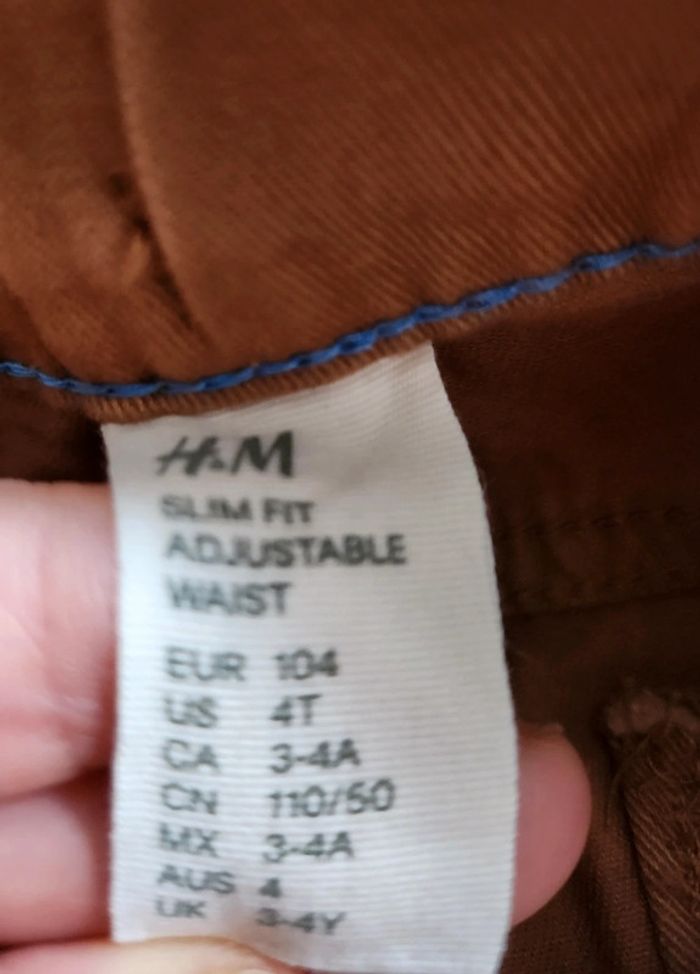 H&M
SLIM FIT
ADJUSTABLE
WAIST
EUR 104
US 4T
CA 3-4A
CN 110/50
MX 3-4A
AUS 4
UK 3-4Y